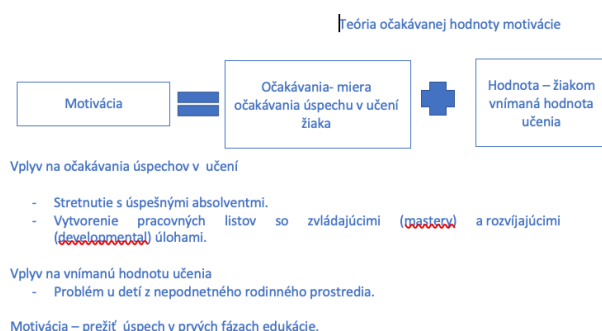 Teória očakávanej hodnoty motivácie
Motivácia
Očakávania- miera
očakávania úspechu v učení
žiaka
Hodnota – žiakom
vnímaná hodnota
učenia
Vplyv na očakávania úspechov v učení
- Stretnutie s úspešnými absolventmi.
- Vytvorenie pracovných listov so zvládajúcimi (mastery) a rozvíjajúcimi
(developmental) úlohami.
Vplyv na vnímanú hodnotu učenia
- Problém u detí z nepodnetného rodinného prostredia.
Motivácia – prežiť úspech v prvých fázach edukácie.